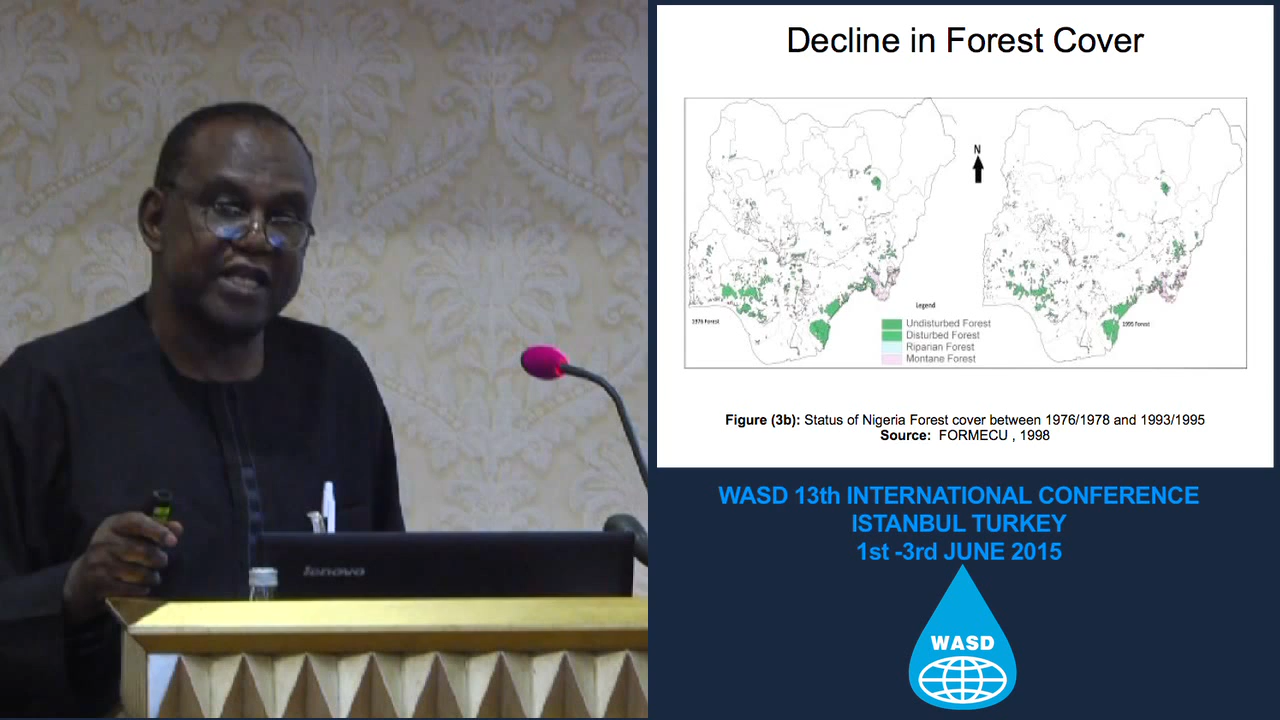 Decline in Forest Cover
N
1976 Forest
Legend
Undisturbed Forest
Disturbed Forest
Riparian Forest
Montane Forest
1995 Forest
Figure (3b): Status of Nigeria Forest cover between 1976/1978 and 1993/1995
Source: FORMECU , 1998
WASD 13th INTERNATIONAL CONFERENCE
ISTANBUL TURKEY
1st -3rd JUNE 2015
WASD
lenovo